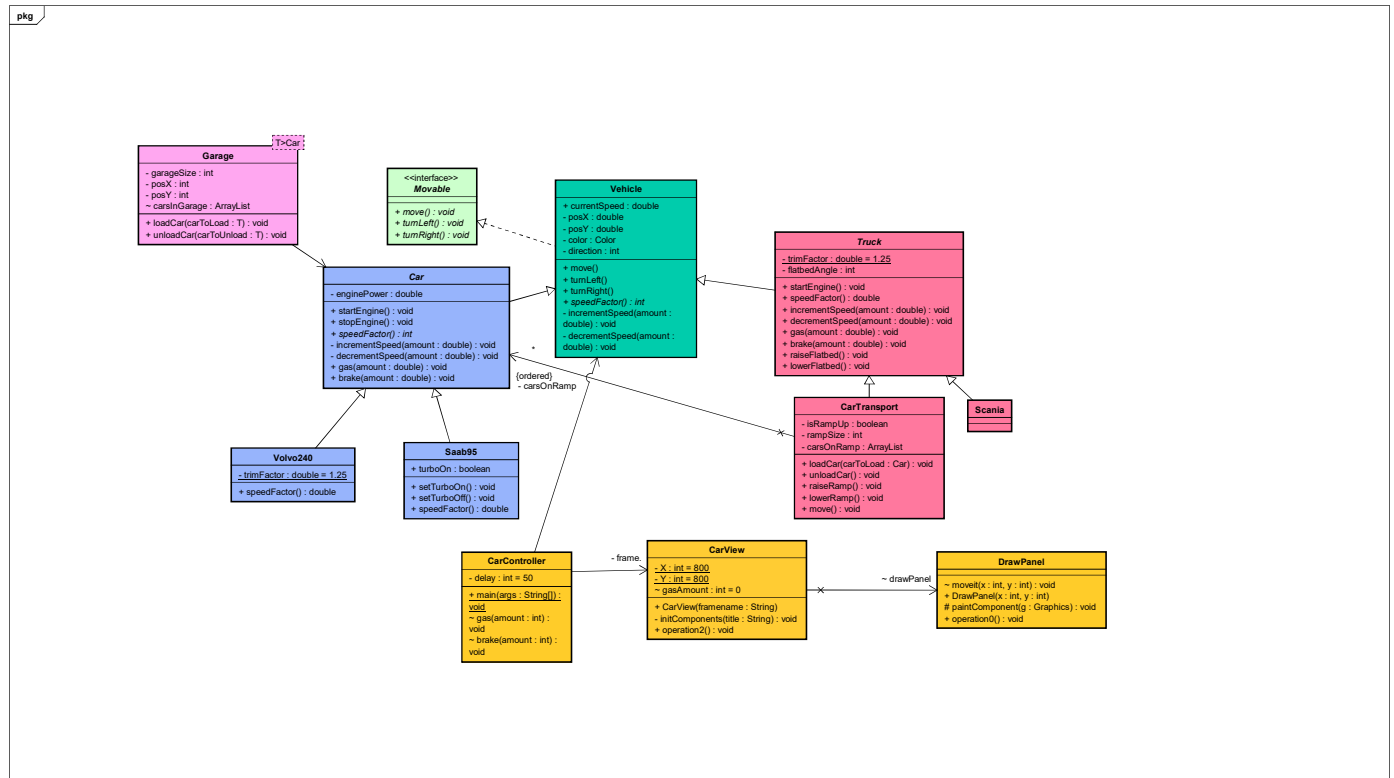 pkg
T>Car
Garage
- garageSize : int
- posX : int
- posY : int
~ carsInGarage : ArrayList
+ loadCar(carToLoad : T) : void
+ unloadCar(carToUnload : T) : void
<<interface>>
Movable
+ move() : void
+ turnLeft() : void
+ turnRight() : void
Vehicle
+ currentSpeed : double
- posX : double
- posY : double
- color : Color
- direction : int
+ move()
+ turnLeft()
+ turnRight()
+ speedFactor() : int
- incrementSpeed(amount :
double) : void
- decrementSpeed(amount :
double) : void
Truck
- trimFactor : double = 1.25
- flatbedAngle : int
+ startEngine() : void
+ speedFactor() : double
+ incrementSpeed(amount : double) : void
+ decrementSpeed(amount : double) : void
+ gas(amount : double) : void
+ brake(amount : double) : void
+ raiseFlatbed() : void
+ lowerFlatbed() : void
Car
- enginePower : double
+ startEngine() : void
+ stopEngine() : void
+ speedFactor() : int
- incrementSpeed(amount : double) : void
- decrementSpeed(amount : double) : void
+ gas(amount : double) : void
+ brake(amount : double) : void
*
{ordered}
- carsOnRamp
CarTransport
- isRampUp : boolean
- rampSize : int
- carsOnRamp : ArrayList
+ loadCar(carToLoad : Car) : void
+ unloadCar() : void
+ raiseRamp() : void
+ lowerRamp() : void
+ move() : void
Scania
Volvo240
- trimFactor : double = 1.25
+ speedFactor() : double
Saab95
+ turboOn : boolean
+ setTurboOn() : void
+ setTurboOff() : void
+ speedFactor() : double
CarController
- delay : int = 50
+ main(args : String[]) :
void
~ gas(amount : int) :
void
~ brake(amount : int) :
void
- frame.
CarView
- X : int = 800
- Y : int = 800
~ gasAmount : int = 0
+ CarView(framename : String)
- initComponents(title : String) : void
+ operation2() : void
~ drawPanel
DrawPanel
~ moveit(x : int, y : int) : void
+ DrawPanel(x : int, y : int)
# paintComponent(g : Graphics) : void
+ operation0() : void